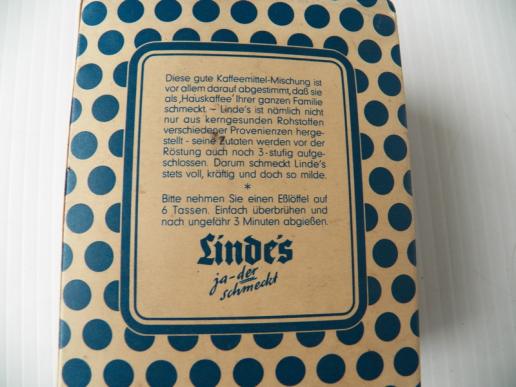 Diese gute Kaffeemittel-Mischung ist
vor allem darauf abgestimmt, daß sie
als ‚Hauskaffee' Ihrer ganzen Familie
schmeckt. – Linde's ist nämlich nicht
nur aus kerngesunden Rohstoffen
verschiedener Provenienzen herge-
stellt - seine Zutaten werden vor der
Röstung auch noch 3-stufig aufge-
schlossen. Darum schmeckt Linde's
stets voll, kräftig und doch so milde.
*
Bitte nehmen Sie einen Eßlöffel auf
6 Tassen. Einfach überbrühen und
nach ungefähr 3 Minuten abgießen.
Linde's
ja-der
schmeckt